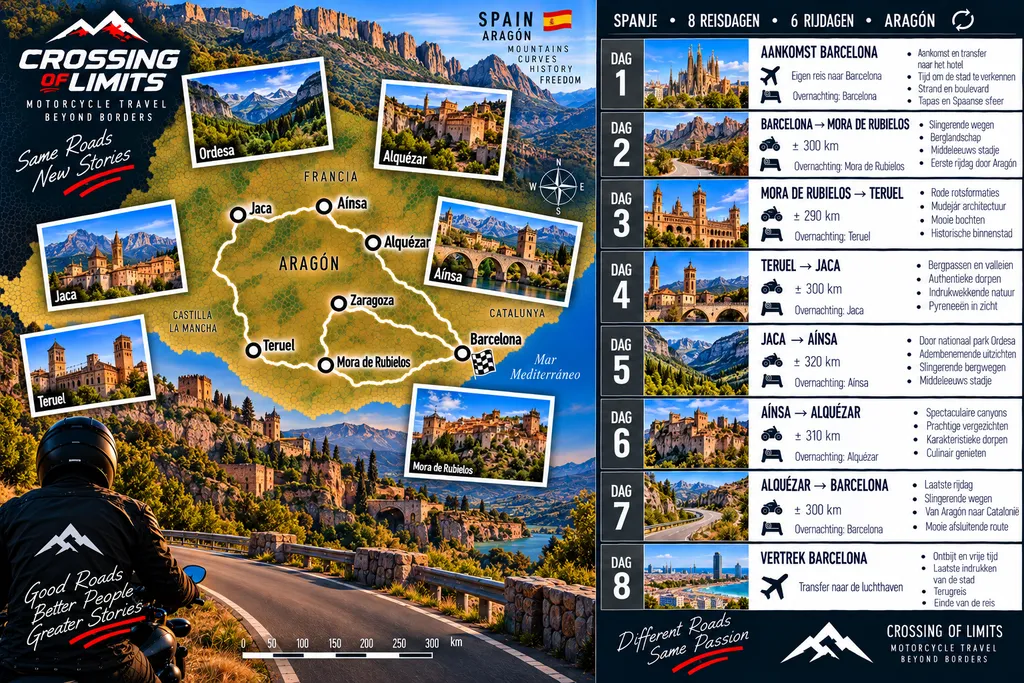 CROSSING
OF LIMITS
MOTORCYCLE TRAVEL
BEYOND BORDERS
Same Roads
New Stories
SPAIN
ARAGÓN
MOUNTAINS
CURVES
HISTORY
FREEDOM
Ordesa
Alquézar
FRANCIA
N
W
E
S
Jaca
Aínsa
Alquézar
ARAGÓN
Jaca
Aínsa
Zaragoza
CASTILLA
LA MANCHA
CATALUNYA
Teruel
Mora de Rubielos
Barcelona
Mar
Mediterráneo
Teruel
Mora de Rubielos
Good Roads
Better People
Greater Stories
0 50 100 150 200 250 300 km
SPANJE • 8 REISDAGEN • 6 RIJDAGEN • ARAGÓN
DAG
1
AANKOMST BARCELONA
Eigen reis naar Barcelona
Overnachting: Barcelona
• Aankomst en transfer
naar het hotel
• Tijd om de stad te verkennen
• Strand en boulevard
• Tapas en Spaanse sfeer
DAG
2
BARCELONA → MORA DE RUBIELOS
± 300 km
Overnachting: Mora de Rubielos
• Slingerende wegen
• Berglandschap
• Middeleeuws stadje
• Eerste rijdag door Aragón
DAG
3
MORA DE RUBIELOS → TERUEL
± 290 km
Overnachting: Teruel
• Rode rotsformaties
• Mudejár architectuur
• Mooie bochten
• Historische binnenstad
DAG
4
TERUEL → JACA
± 300 km
Overnachting: Jaca
• Bergpassen en valleien
• Authentieke dorpen
• Indrukwekkende natuur
• Pyreneeën in zicht
DAG
5
JACA → AÍNSA
± 320 km
Overnachting: Aínsa
• Door nationaal park Ordesa
• Adembenemende uitzichten
• Slingerende bergwegen
• Middeleeuws stadje
DAG
6
AÍNSA → ALQUÉZAR
± 310 km
Overnachting: Alquézar
• Spectaculaire canyons
• Prachtige vergezichten
• Karakteristieke dorpen
• Culinair genieten
DAG
7
ALQUÉZAR → BARCELONA
± 300 km
Overnachting: Barcelona
• Laatste rijdag
• Slingerende wegen
• Van Aragón naar Catalonië
• Mooie afsluitende route
DAG
8
VERTREK BARCELONA
Transfer naar de luchthaven
• Ontbijt en vrije tijd
• Laatste indrukken
van de stad
• Terugreis
• Einde van de reis
Different Roads
Same Passion
CROSSING OF LIMITS
MOTORCYCLE TRAVEL
BEYOND BORDERS